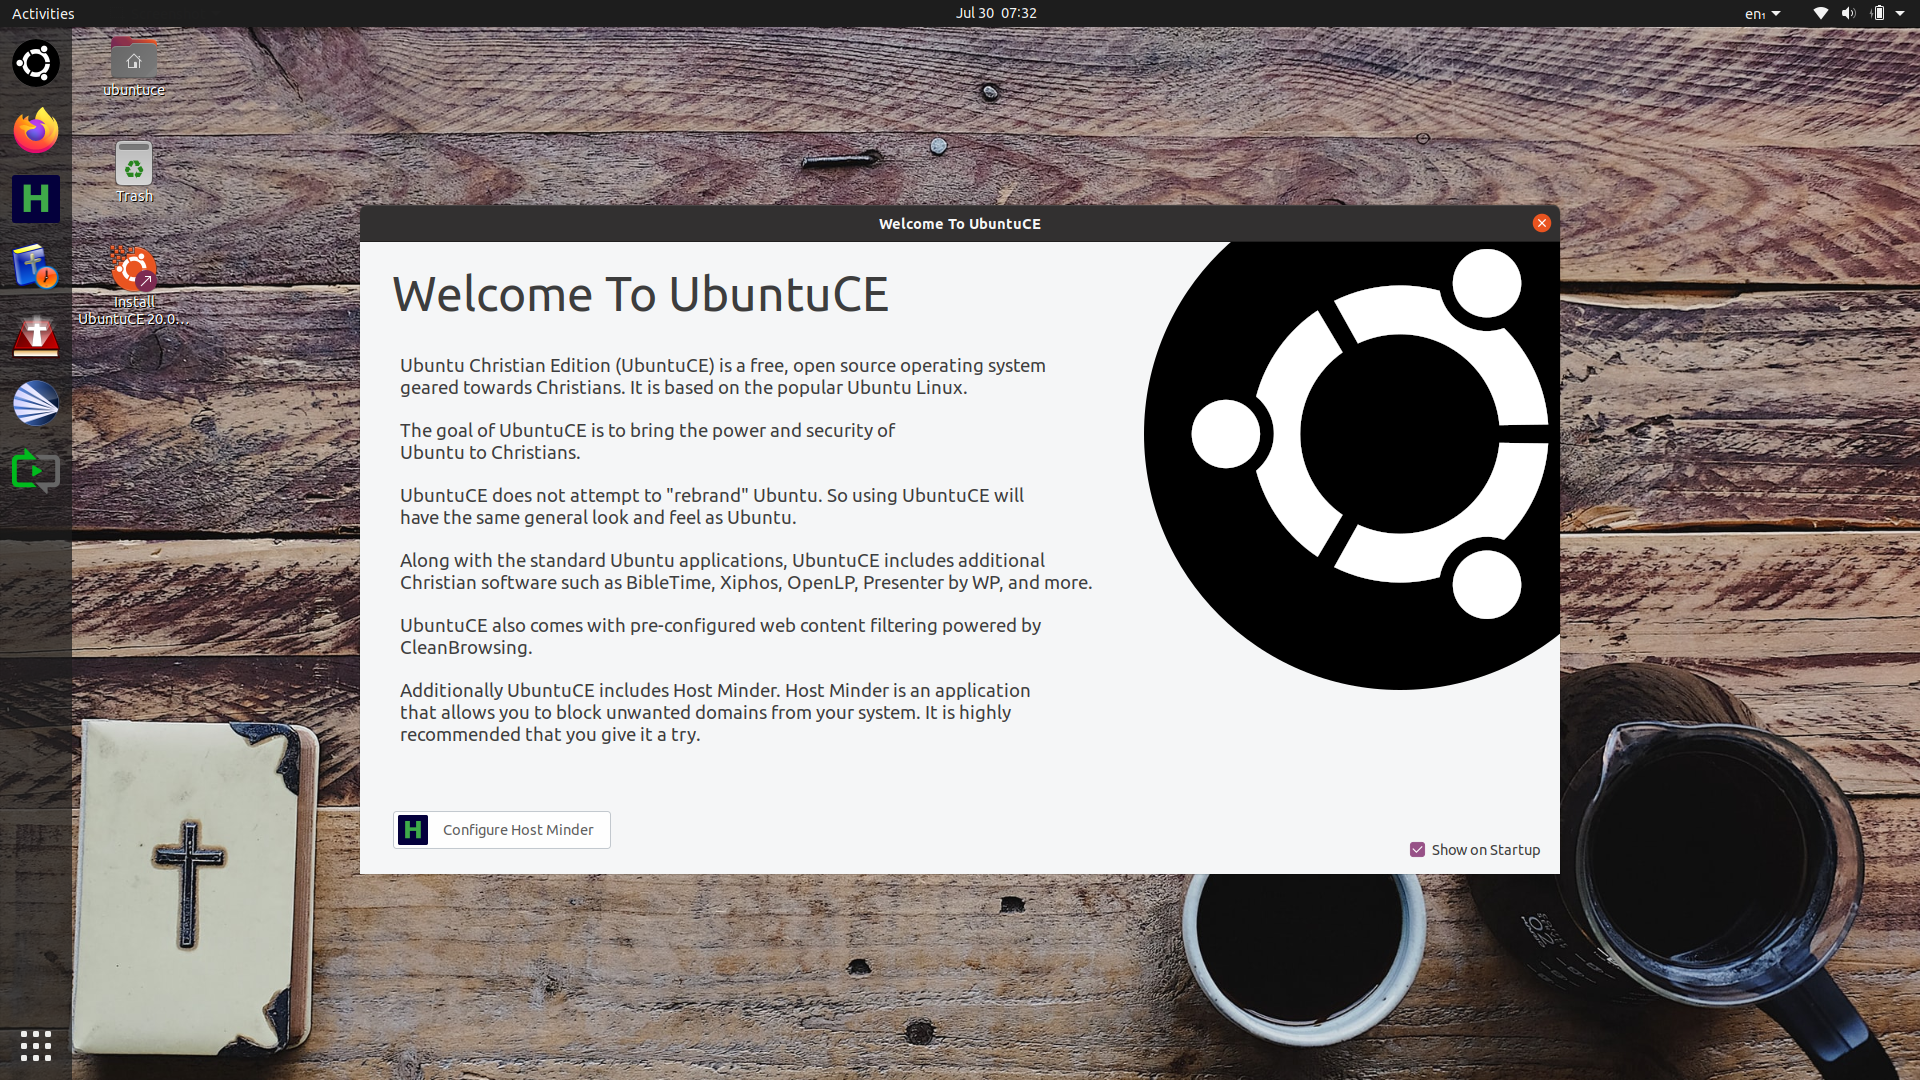 Activities
Jul 30 07:32
en₁
ubuntuce
Trash
Install
UbuntuCE 20.0...
H
Welcome To UbuntuCE
Welcome To UbuntuCE
Ubuntu Christian Edition (UbuntuCE) is a free, open source operating system
geared towards Christians. It is based on the popular Ubuntu Linux.
The goal of UbuntuCE is to bring the power and security of
Ubuntu to Christians.
UbuntuCE does not attempt to "rebrand" Ubuntu. So using UbuntuCE will
have the same general look and feel as Ubuntu.
Along with the standard Ubuntu applications, UbuntuCE includes additional
Christian software such as BibleTime, Xiphos, OpenLP, Presenter by WP, and more.
UbuntuCE also comes with pre-configured web content filtering powered by
CleanBrowsing.
Additionally UbuntuCE includes Host Minder. Host Minder is an application
that allows you to block unwanted domains from your system. It is highly
recommended that you give it a try.
H Configure Host Minder
Show on Startup